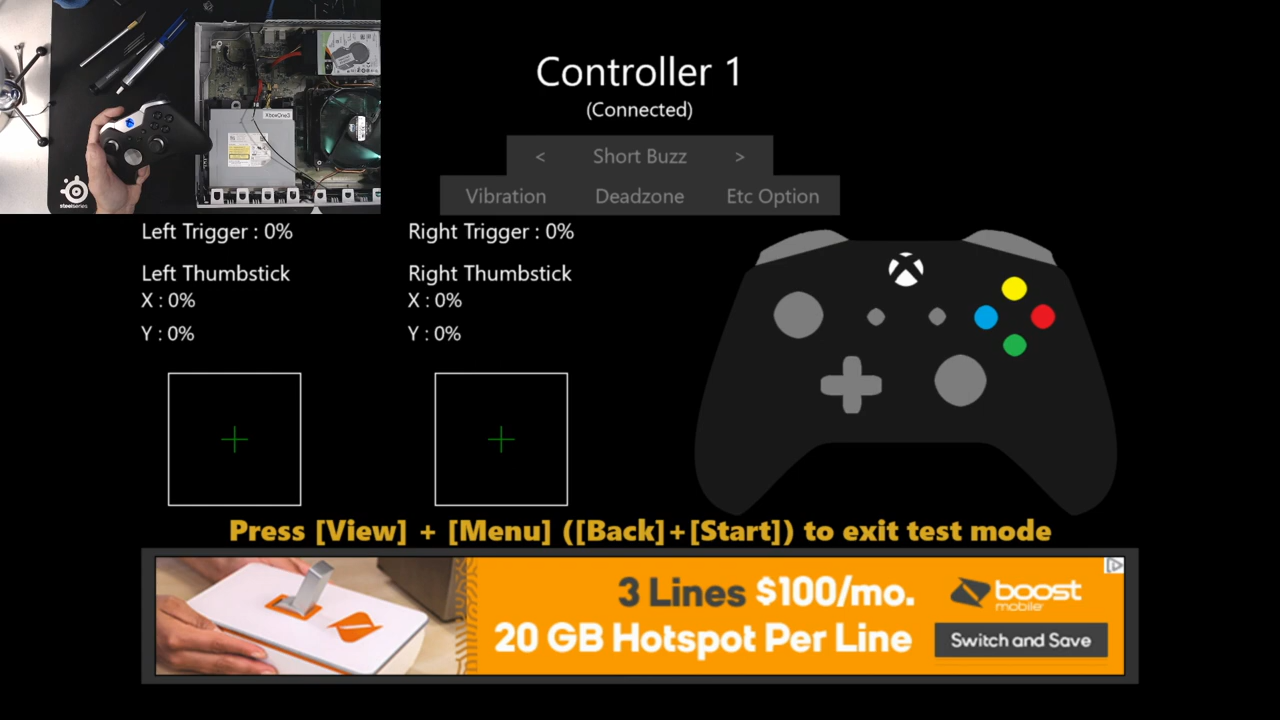 Controller 1
(Connected)
< Short Buzz >
Vibration Deadzone Etc Option
XboxOneS
steelseries
Left Trigger : 0% Right Trigger : 0%
Left Thumbstick Right Thumbstick
X : 0% X : 0%
Y : 0% Y : 0%
Press [View] + [Menu] ([Back]+[Start]) to exit test mode
3 Lines $100/mo.
20 GB Hotspot Per Line
boost
mobile
Switch and Save